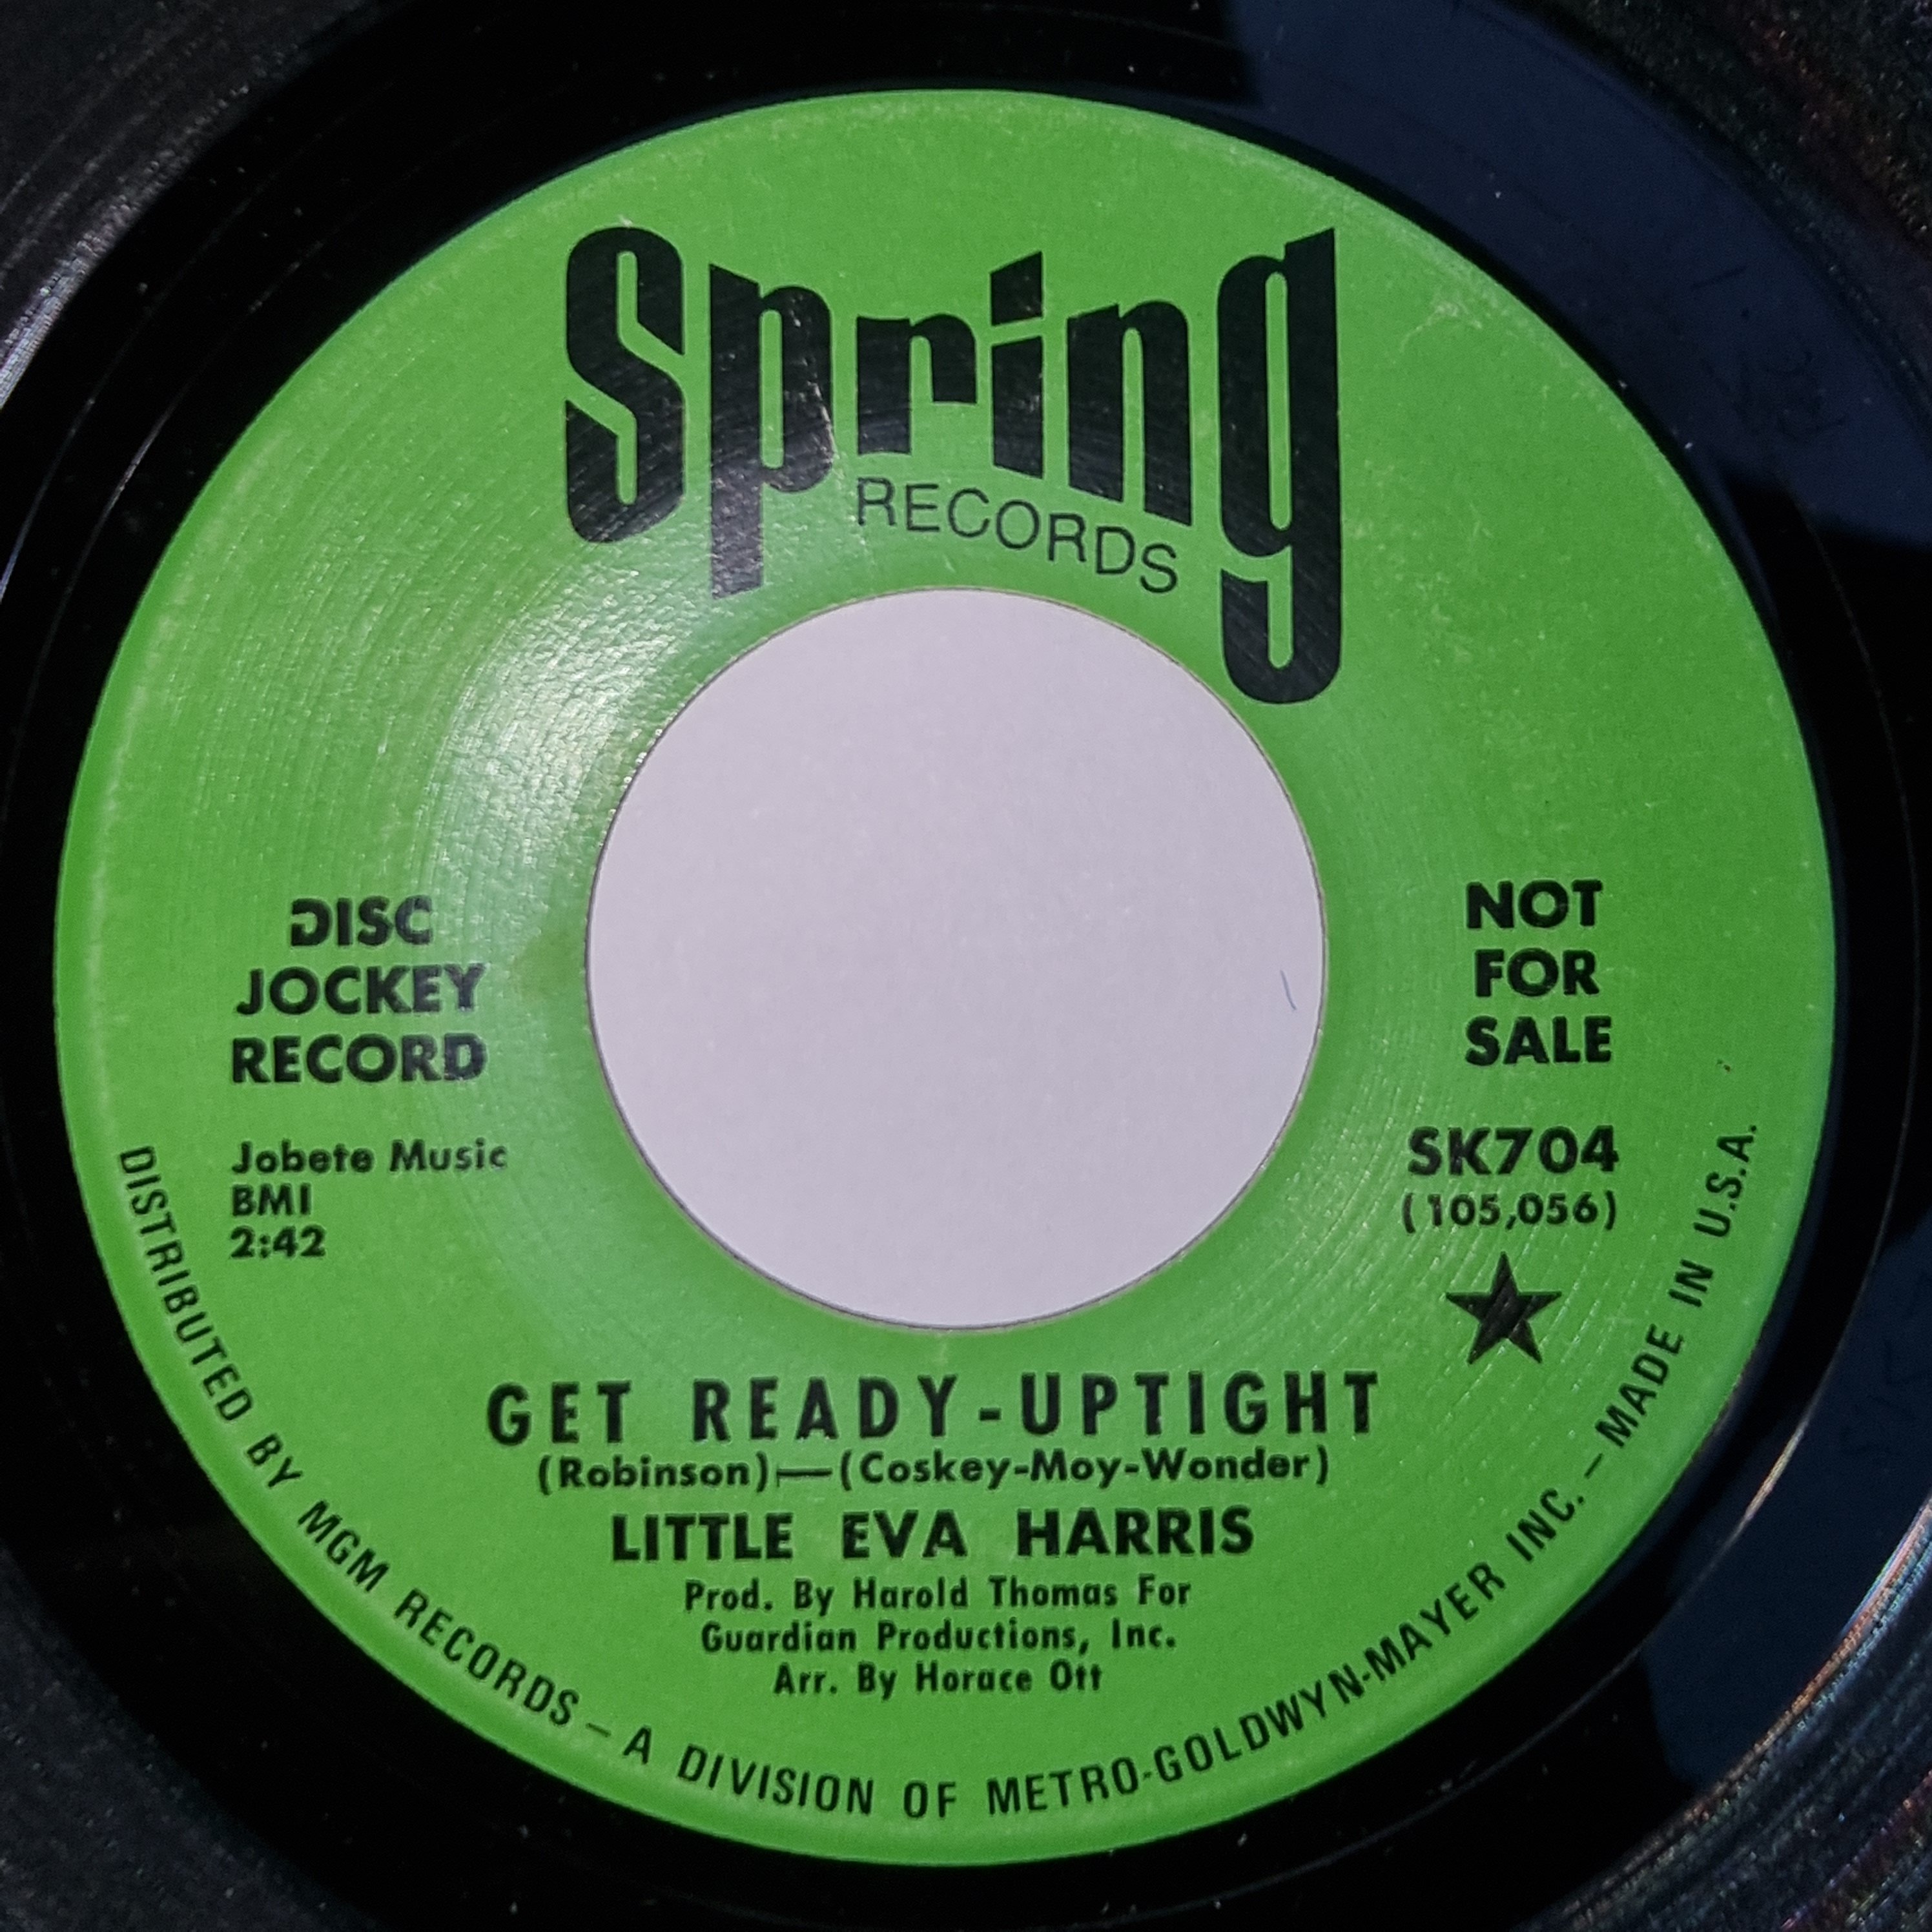 Spring
RECORDS
DISC
JOCKEY
RECORD
NOT
FOR
SALE
Jobete Music
BMI
2:42
SK704
(105,056)
GET READY-UPTIGHT
(Robinson)—(Coskey-Moy-Wonder)
LITTLE EVA HARRIS
Prod. By Harold Thomas For
Guardian Productions, Inc.
Arr. By Horace Ott
DISTRIBUTED BY MGM RECORDS – A DIVISION OF METRO-GOLDWYN-MAYER INC. – MADE IN U.S.A.